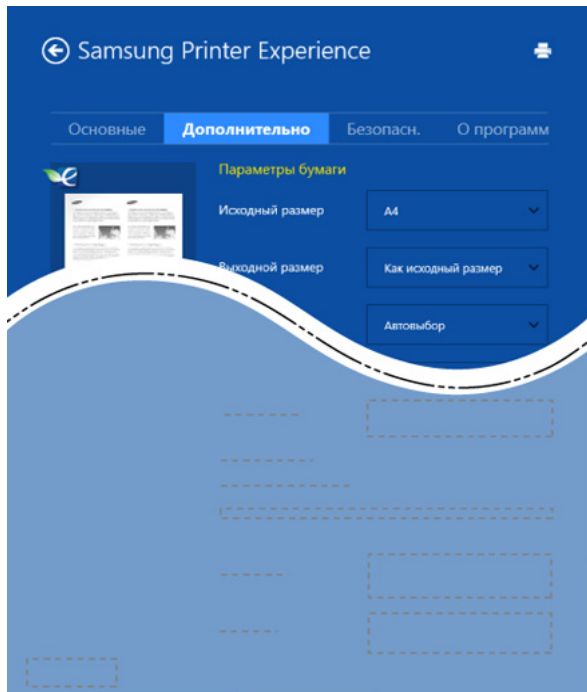 Samsung Printer Experience
Основные Дополнительно Безопасн. О программ
Параметры бумаги
Исходный размер A4
Выходной размер Как исходный размер
Автовыбор